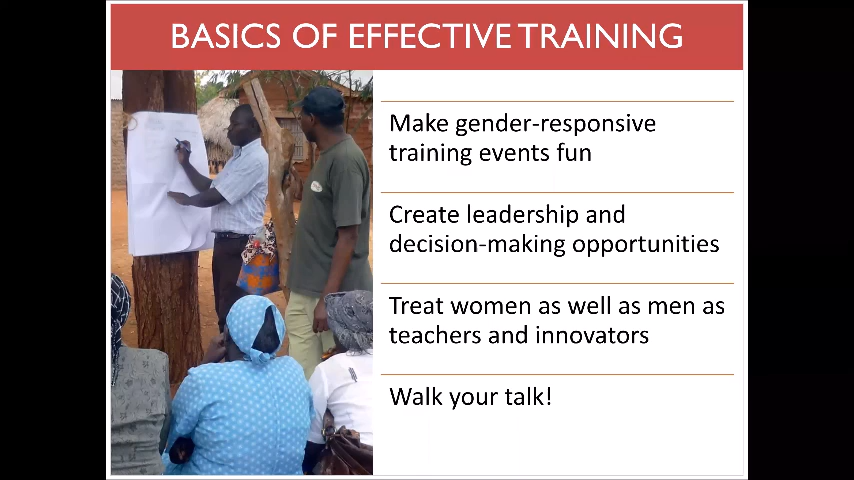 BASICS OF EFFECTIVE TRAINING
Make gender-responsive
training events fun
Create leadership and
decision-making opportunities
Treat women as well as men as
teachers and innovators
Walk your talk!